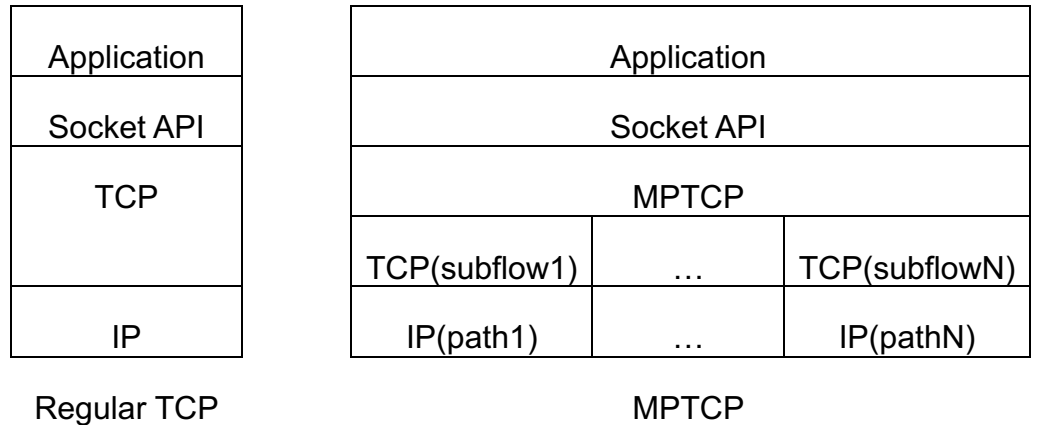 Application Application
Socket API Socket API
TCP MPTCP
TCP(subflow1) … TCP(subflowN)
IP IP(path1) … IP(pathN)
Regular TCP MPTCP